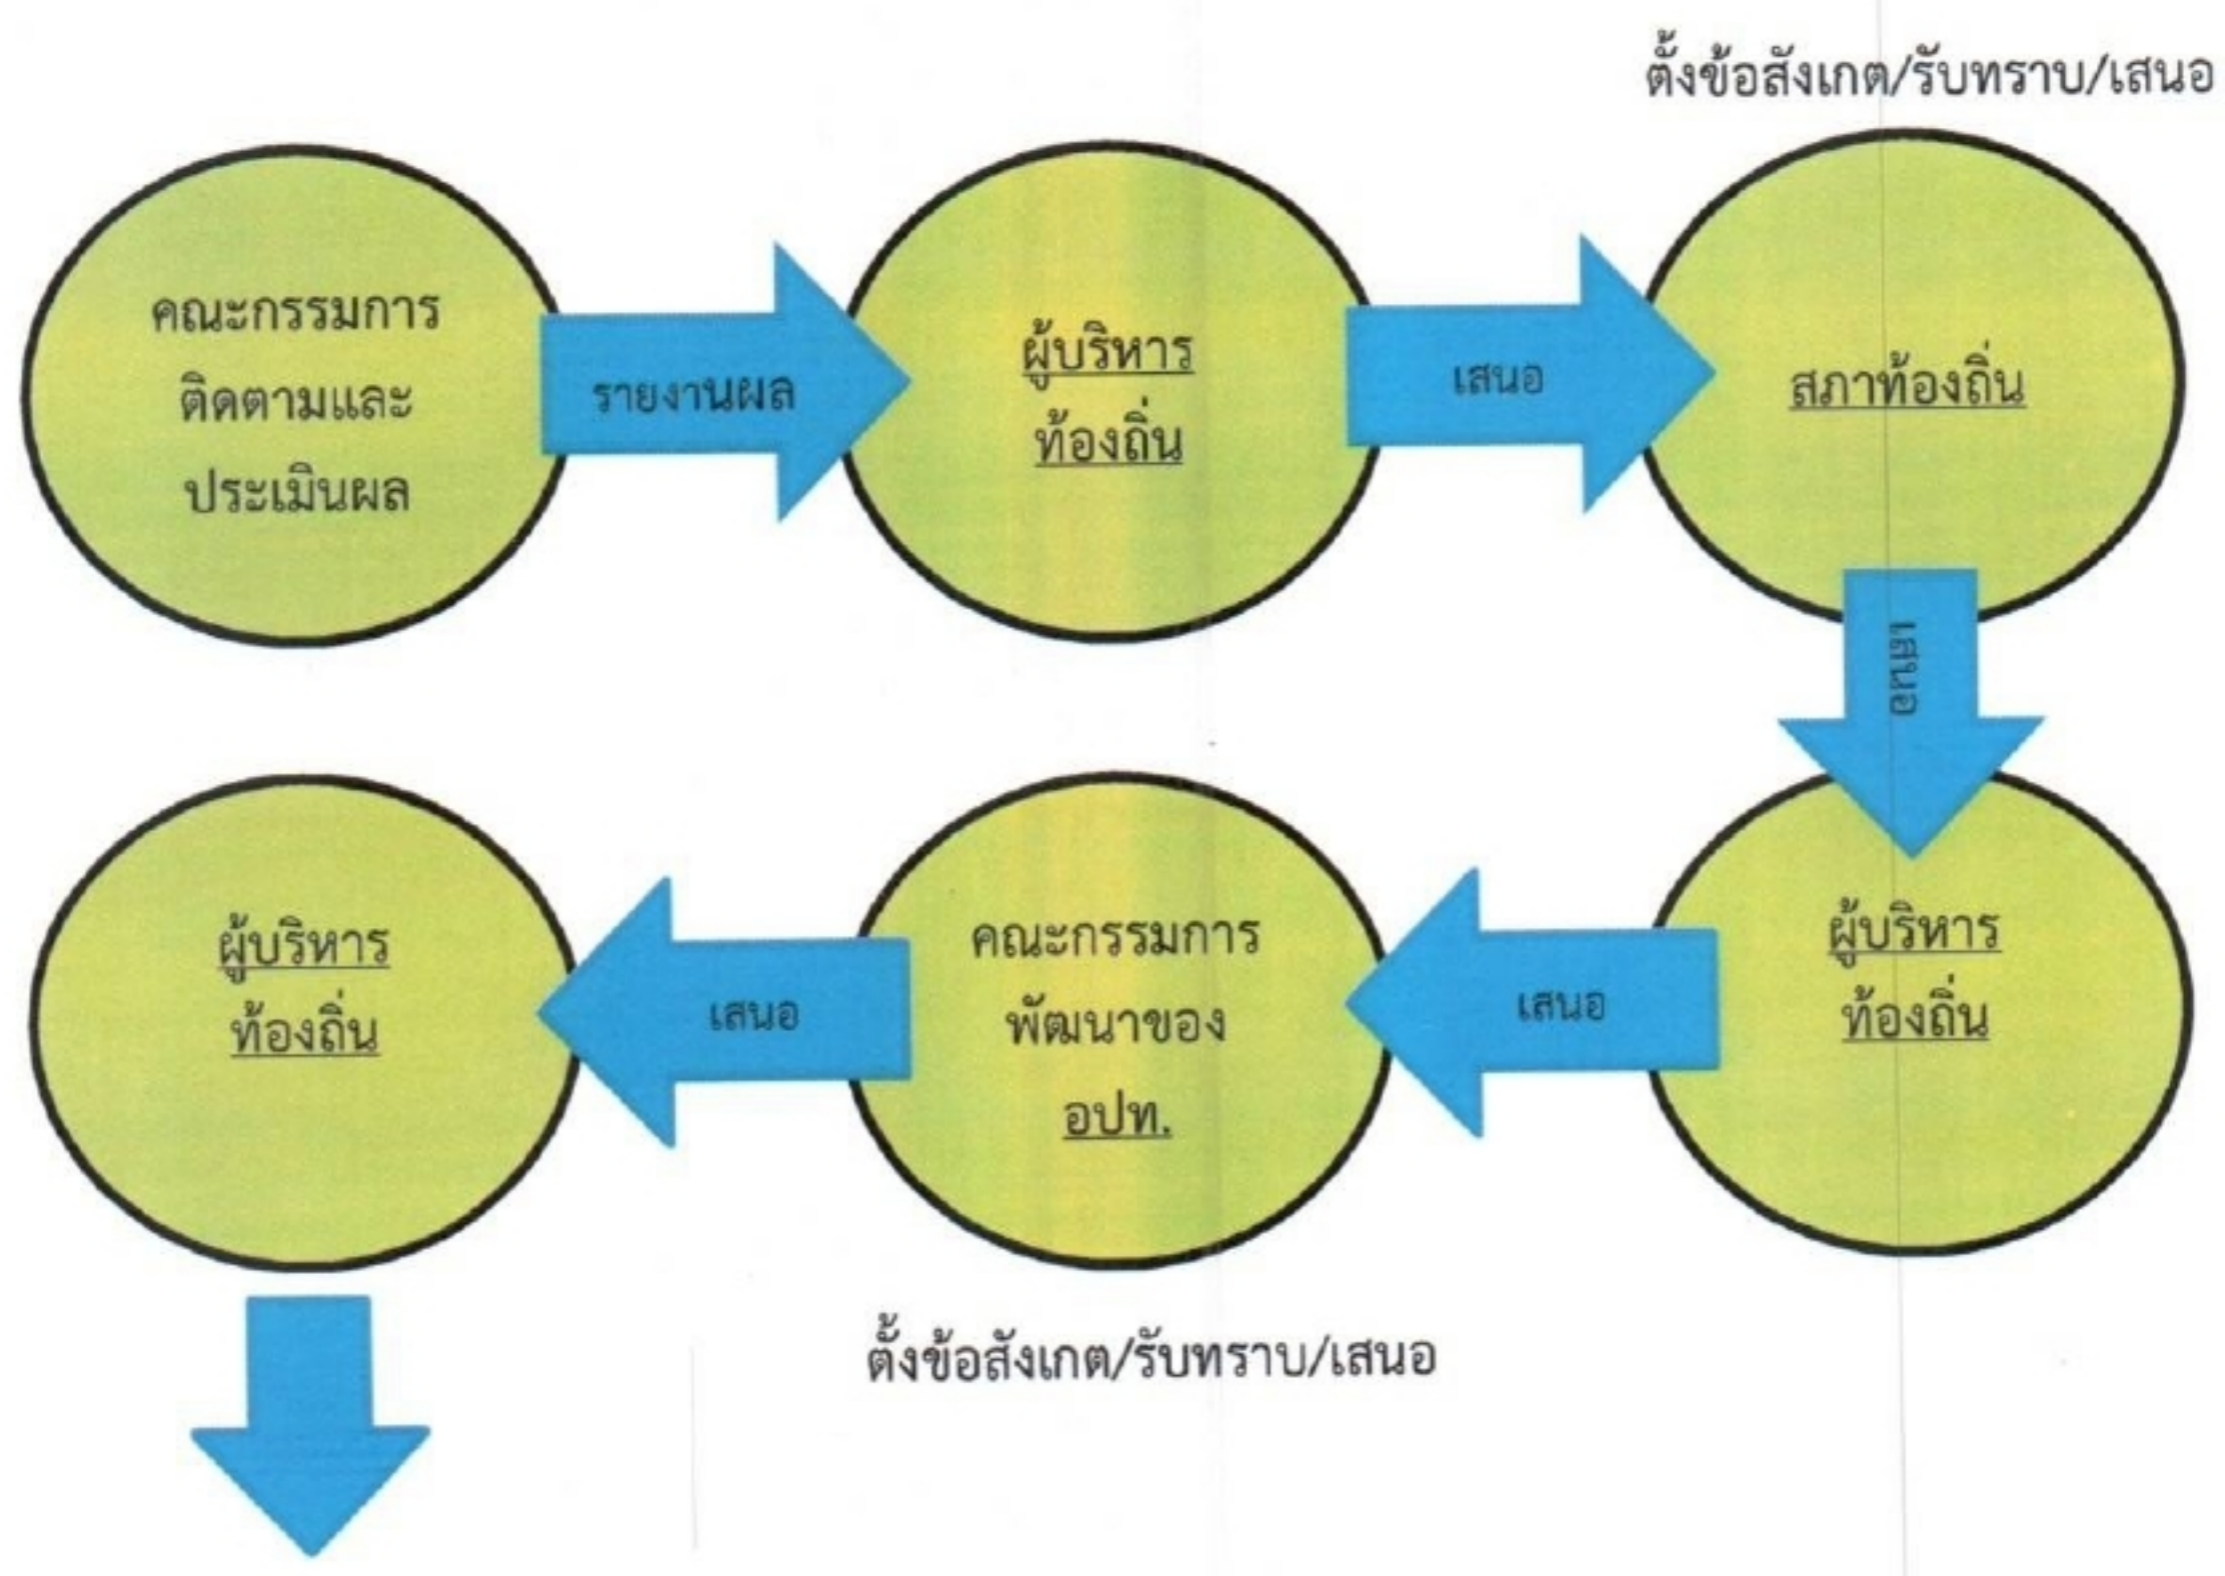 ตั้งข้อสังเกต/รับทราบ/เสนอ
คณะกรรมการ
ติดตามและ
ประเมินผล
รายงานผล
ผู้บริหาร
ท้องถิ่น
เสนอ
สภาท้องถิ่น
เสนอ
ผู้บริหาร
ท้องถิ่น
เสนอ
คณะกรรมการ
พัฒนาของ
อปท.
เสนอ
ผู้บริหาร
ท้องถิ่น
ตั้งข้อสังเกต/รับทราบ/เสนอ